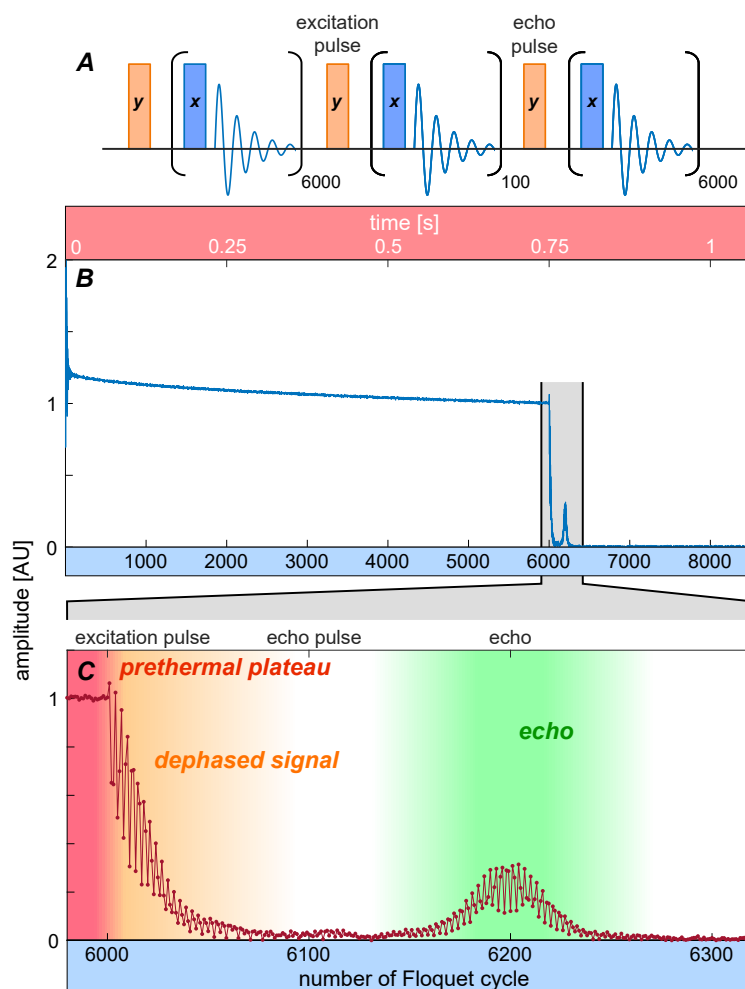 excitation pulse
echo pulse
A
y
x
6000
y
x
100
y
x
6000
time [s]
0 0.25 0.5 0.75 1
B
2
1
0
1000 2000 3000 4000 5000 6000 7000 8000
amplitude [AU]
excitation pulse echo pulse echo
C
prethermal plateau
dephased signal
echo
1
0
6000 6100 6200 6300
number of Floquet cycle